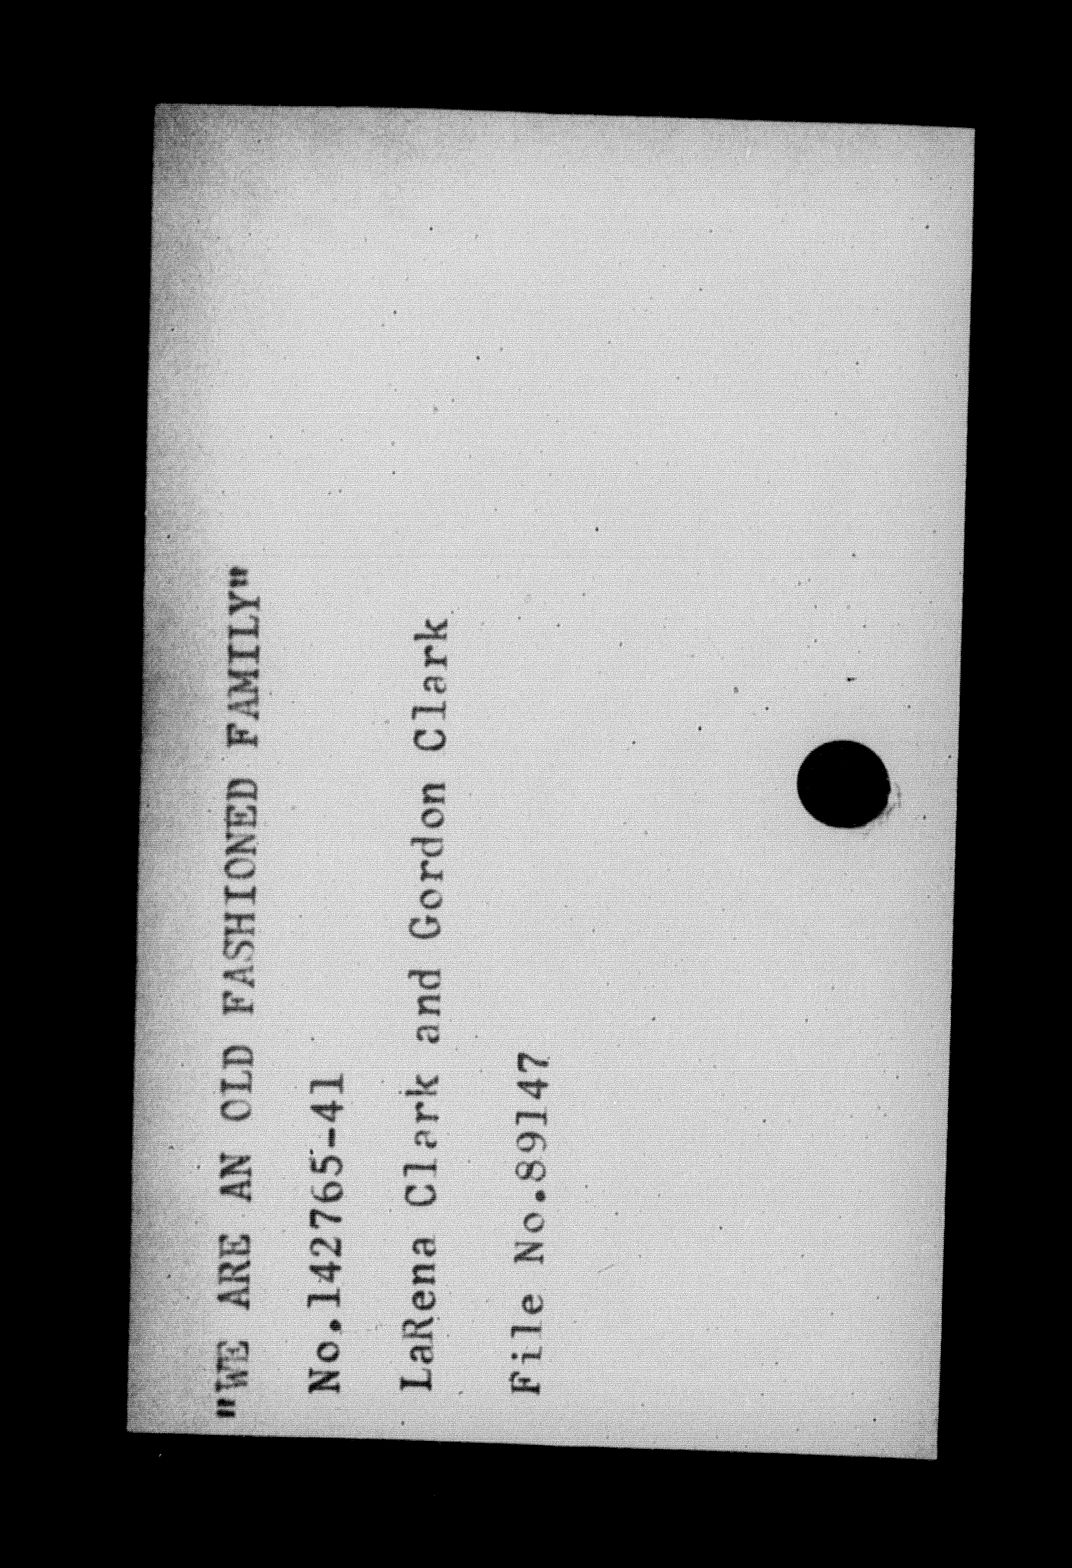 "WE ARE AN OLD FASHIONED FAMILY"
No.142765-41
LaRena Clark and Gordon Clark
File No.89147